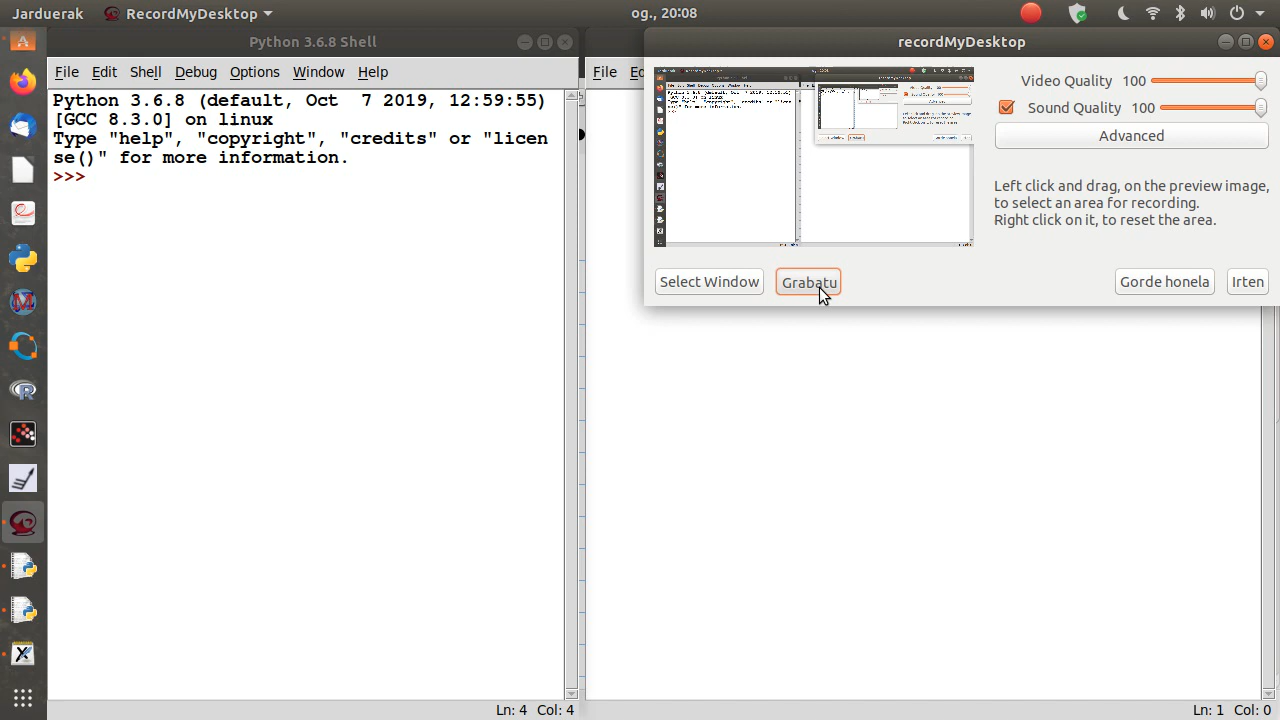 Jarduerak
RecordMyDesktop
og., 20:08
Python 3.6.8 Shell
File Edit Shell Debug Options Window Help
Python 3.6.8 (default, Oct  7 2019, 12:59:55)
[GCC 8.3.0] on linux
Type "help", "copyright", "credits" or "licen
se()" for more information.
>>>
Ln: 4 Col: 4
File
recordMyDesktop
Video Quality 100
Sound Quality 100
Advanced
Left click and drag, on the preview image,
to select an area for recording.
Right click on it, to reset the area.
Select Window
Grabatu
Gorde honela
Irten
Ln: 1 Col: 0